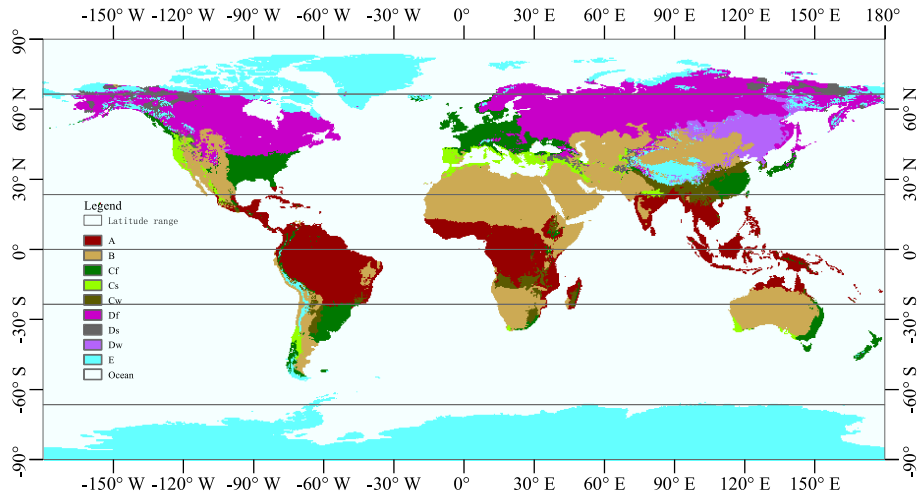 -150° W -120° W -90° W -60° W -30° W 0° 30° E 60° E 90° E 120° E 150° E 180°
90° 90°
60° N 60° N
30° N 30° N
Legend
Latitude range
A
0° 0°
B
Cf
Cs
Cw
-30° S -30° S
Df
Ds
Dw
E
Ocean
-60° S -60° S
-90° -90°
-150° W -120° W -90° W -60° W -30° W 0° 30° E 60° E 90° E 120° E 150° E